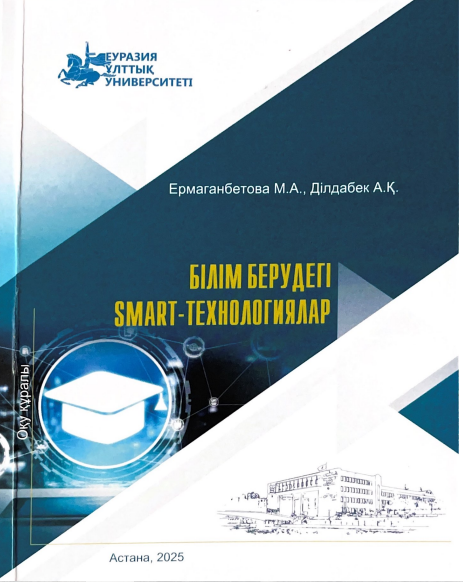 ЕУРАЗИЯ
ҰЛТТЫҚ
УНИВЕРСИТЕТІ
Ермаганбетова М.А., Ділдабек А.Қ.
БІЛІМ БЕРУДЕГІ
SMART-ТЕХНОЛОГИЯЛАР
Оқу құралы
Астана, 2025